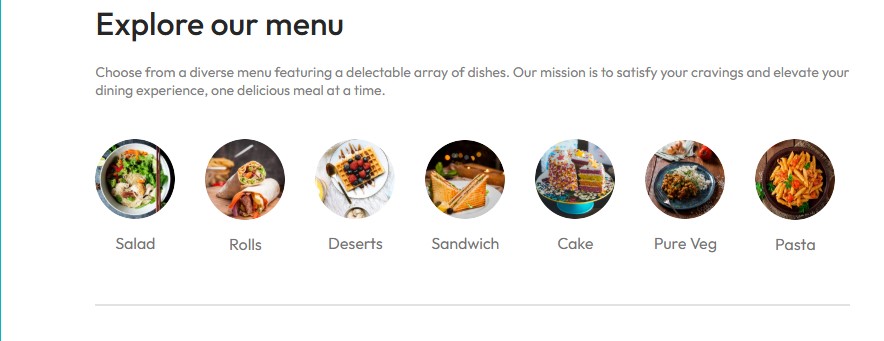 Explore our menu
Choose from a diverse menu featuring a delectable array of dishes. Our mission is to satisfy your cravings and elevate your
dining experience, one delicious meal at a time.
Salad Rolls Deserts Sandwich Cake Pure Veg Pasta